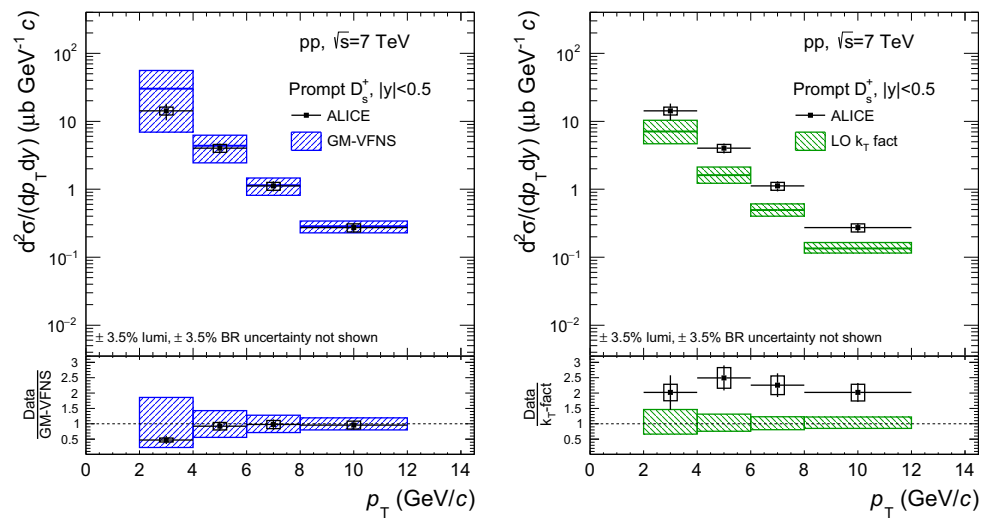 pp, √s=7 TeV
Prompt D_s^+, |y|<0.5
ALICE
GM-VFNS
d²σ/(dp_T dy) (μb GeV⁻¹ c)
10²
10
1
10⁻¹
10⁻²
± 3.5% lumi, ± 3.5% BR uncertainty not shown
Data
GM-VFNS
3
2.5
2
1.5
1
0.5
0 2 4 6 8 10 12 14
p_T (GeV/c)
pp, √s=7 TeV
Prompt D_s^+, |y|<0.5
ALICE
LO k_T fact
d²σ/(dp_T dy) (μb GeV⁻¹ c)
10²
10
1
10⁻¹
10⁻²
± 3.5% lumi, ± 3.5% BR uncertainty not shown
Data
k_T-fact
3
2.5
2
1.5
1
0.5
0 2 4 6 8 10 12 14
p_T (GeV/c)